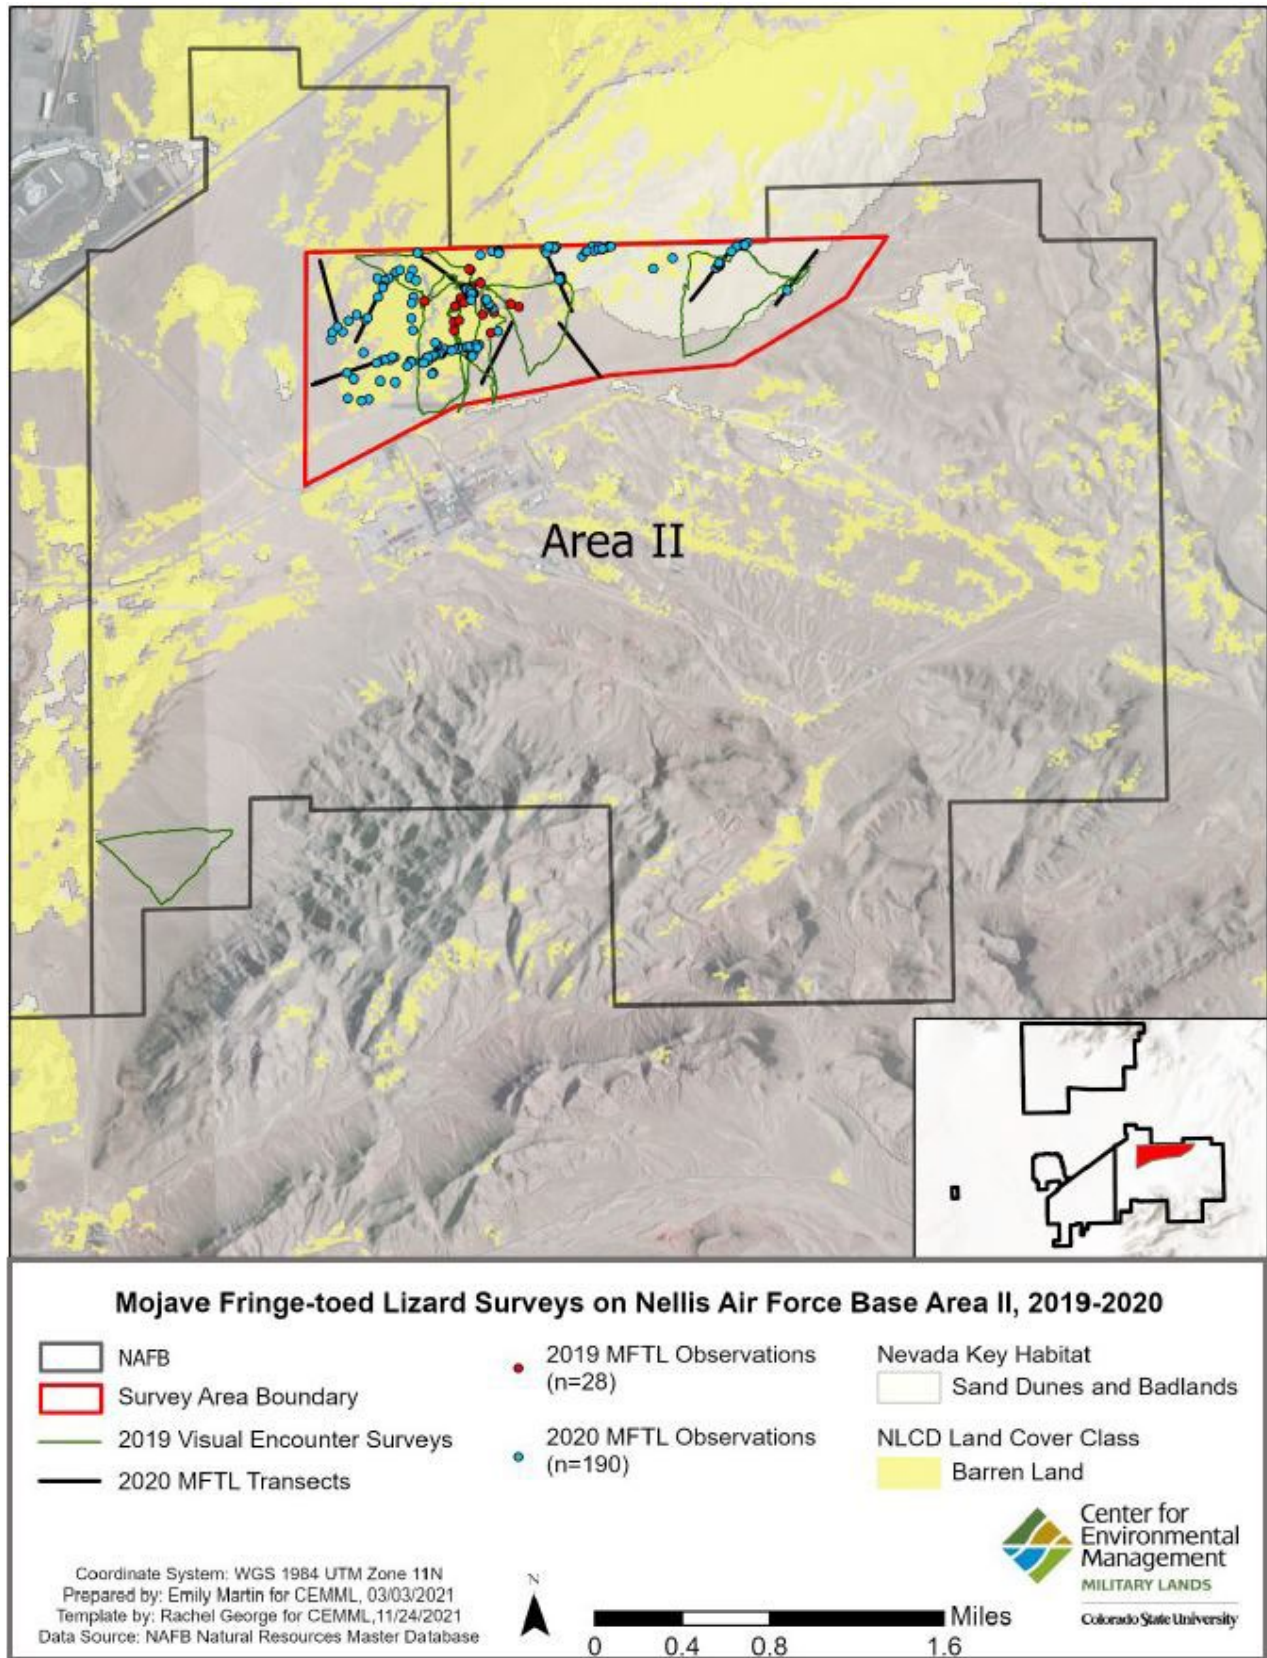 Area II
Mojave Fringe-toed Lizard Surveys on Nellis Air Force Base Area II, 2019-2020
NAFB
Survey Area Boundary
2019 Visual Encounter Surveys
2020 MFTL Transects
2019 MFTL Observations
(n=28)
2020 MFTL Observations
(n=190)
Nevada Key Habitat
Sand Dunes and Badlands
NLCD Land Cover Class
Barren Land
Center for
Environmental
Management
MILITARY LANDS
Colorado State University
Coordinate System: WGS 1984 UTM Zone 11N
Prepared by: Emily Martin for CEMML, 03/03/2021
Template by: Rachel George for CEMML,11/24/2021
Data Source: NAFB Natural Resources Master Database
N
Miles
0 0.4 0.8 1.6